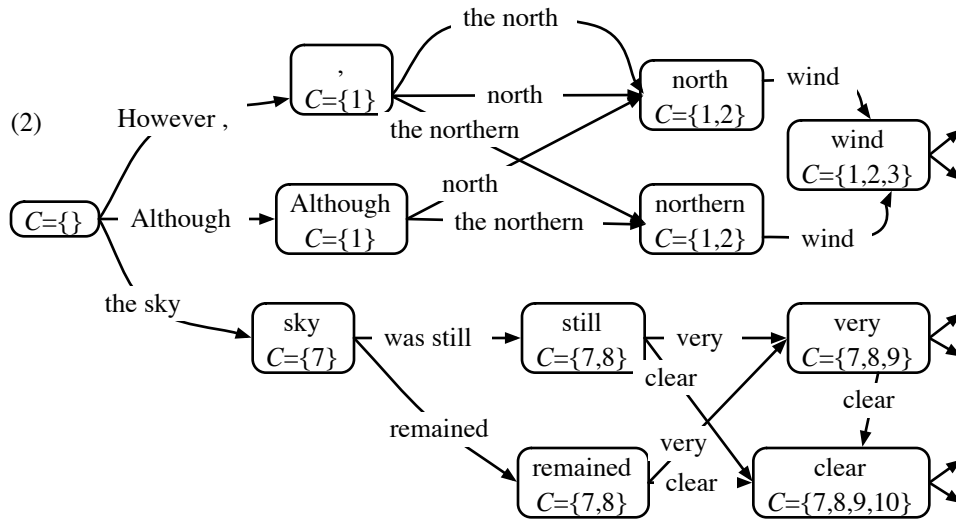 the north
,
C={1}
north
C={1,2}
wind
north
(2)
However ,
the northern
wind
C={1,2,3}
C={}
Although
Although
C={1}
north
the northern
northern
C={1,2}
wind
the sky
sky
C={7}
was still
still
C={7,8}
very
very
C={7,8,9}
clear
clear
remained
very
remained
C={7,8}
clear
clear
C={7,8,9,10}